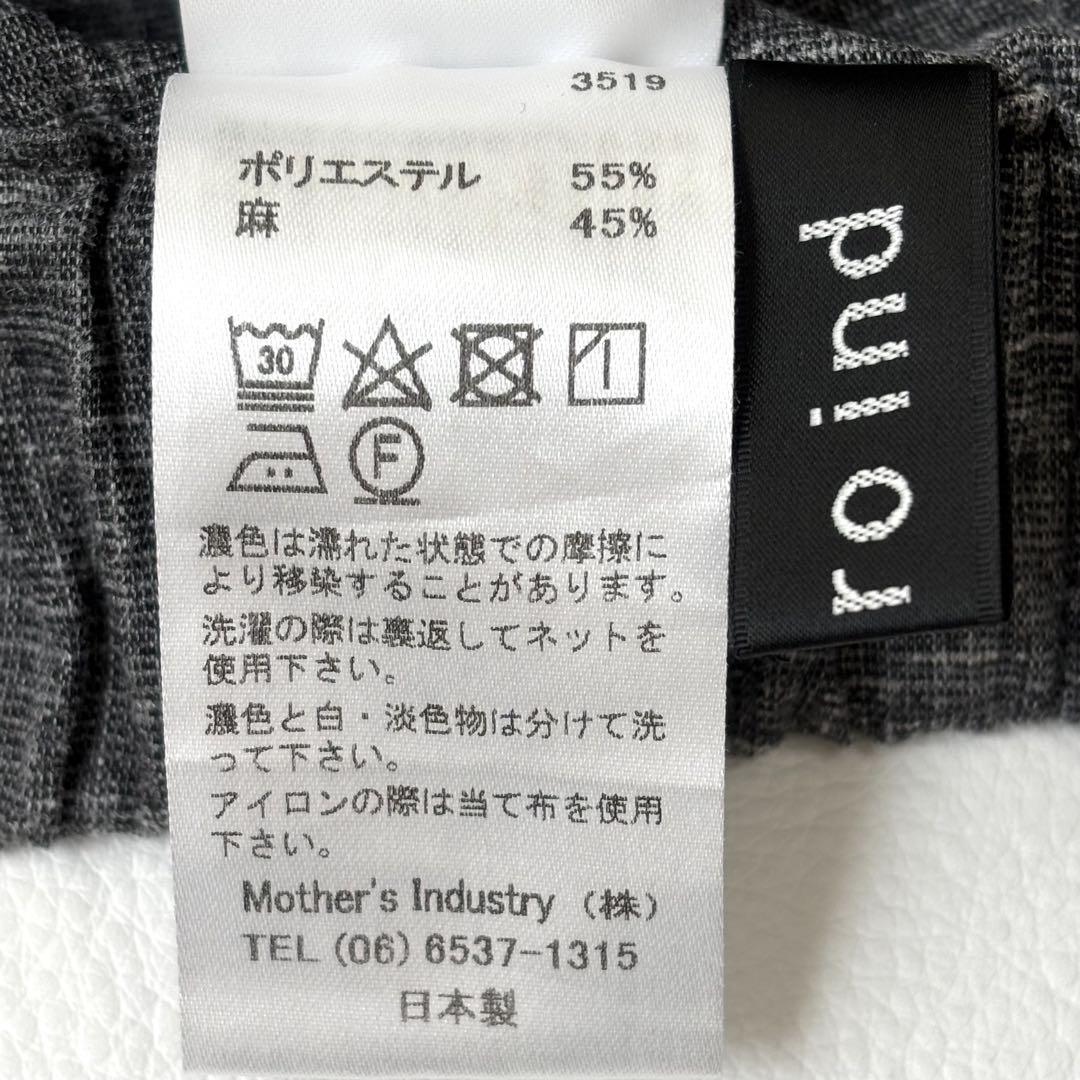 3519
ポリエステル 55%
麻 45%
30
F
濃色は濡れた状態での摩擦に
より移染することがあります。
洗濯の際は裏返してネットを
使用下さい。
濃色と白・淡色物は分けて洗
って下さい。
アイロンの際は当て布を使用
下さい。
Mother's Industry (株)
TEL (06) 6537-1315
日本製